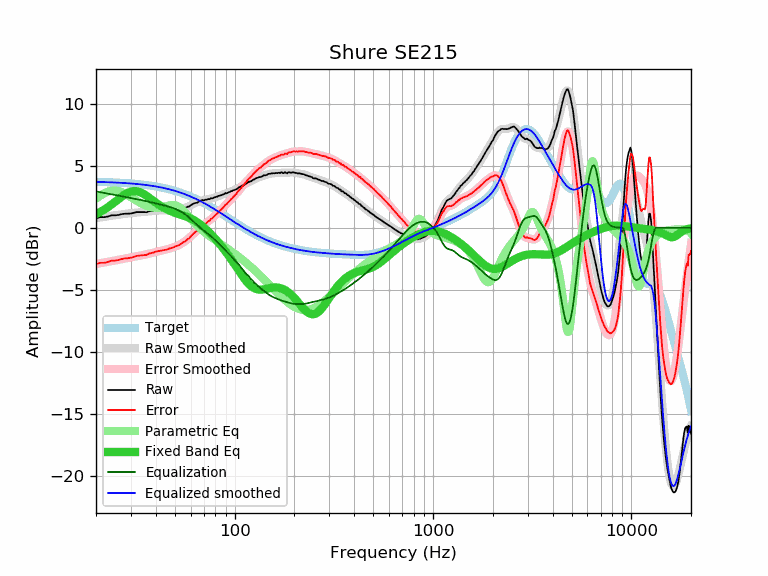 Shure SE215
Amplitude (dBr)
10
5
0
−5
−10
−15
−20
Target
Raw Smoothed
Error Smoothed
Raw
Error
Parametric Eq
Fixed Band Eq
Equalization
Equalized smoothed
100 1000 10000
Frequency (Hz)